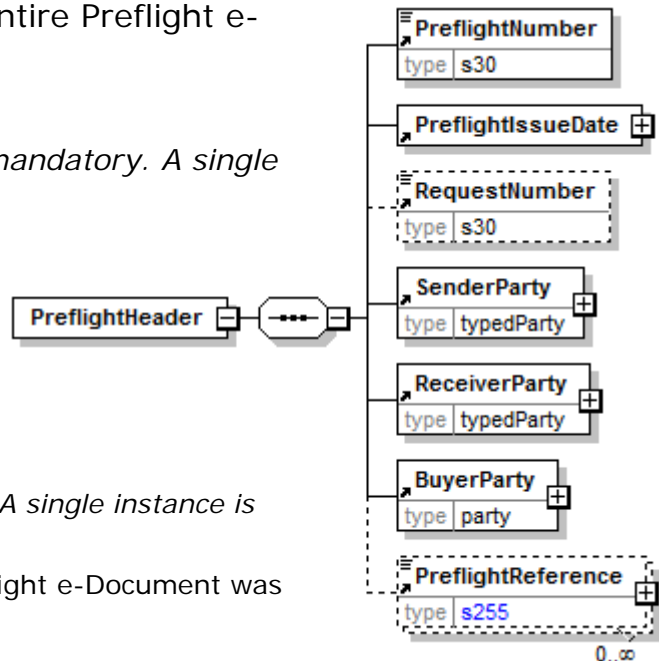 ntire Preflight e-
nandatory. A single
A single instance is
ight e-Document was
PreflightHeader
PreflightNumber
type s30
PreflightIssueDate
RequestNumber
type s30
SenderParty
type typedParty
ReceiverParty
type typedParty
BuyerParty
type party
PreflightReference
type s255
0..∞